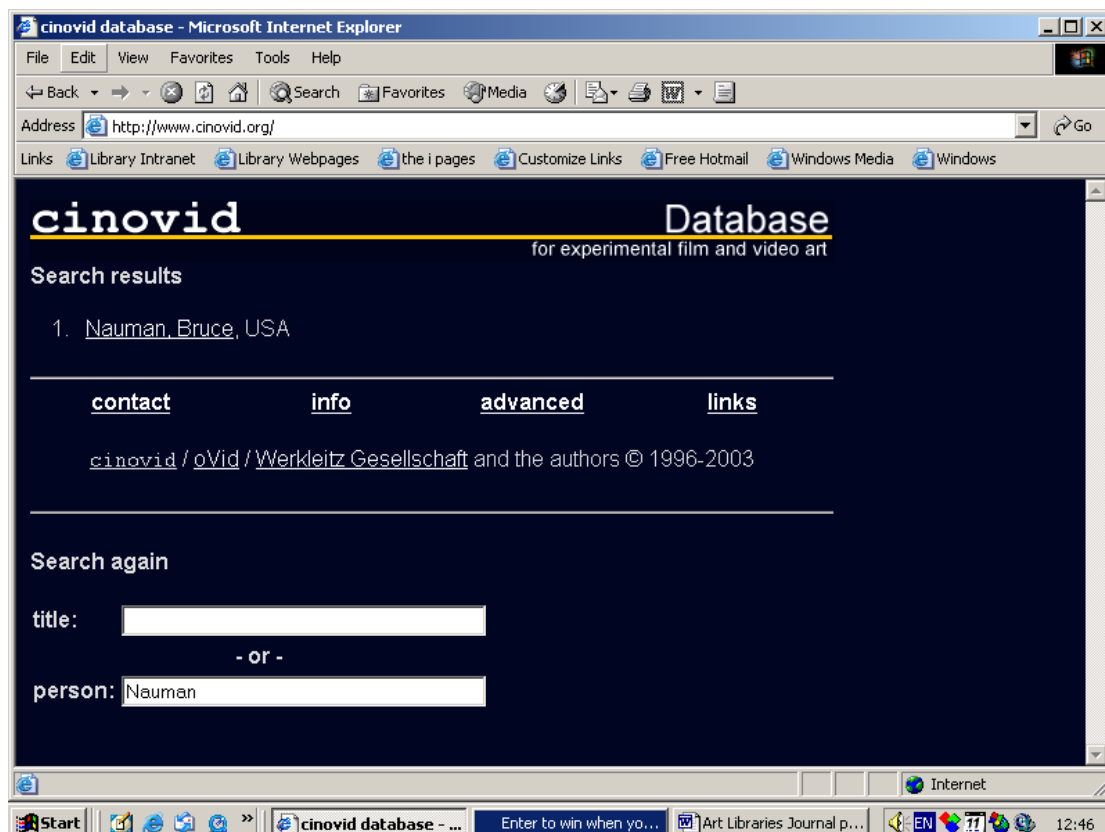 cinovid database - Microsoft Internet Explorer
File Edit View Favorites Tools Help
Back Search Favorites Media
Address http://www.cinovid.org/ Go
Links Library Intranet Library Webpages the i pages Customize Links Free Hotmail Windows Media Windows
cinovid Database
for experimental film and video art
Search results
1. Nauman, Bruce, USA
contact info advanced links
cinovid / oVid / Werkleitz Gesellschaft and the authors © 1996-2003
Search again
title:
- or -
person: Nauman
Internet
Start » cinovid database - ... Enter to win when yo... Art Libraries Journal p... EN 12:46